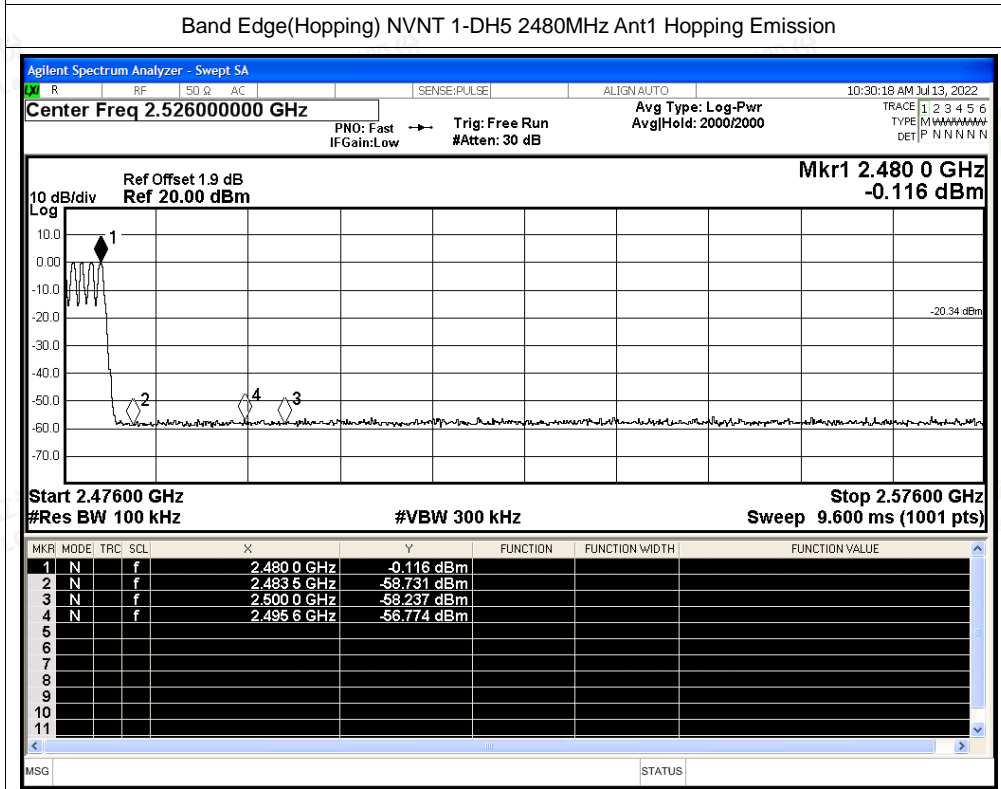 Band Edge(Hopping) NVNT 1-DH5 2480MHz Ant1 Hopping Emission
Agilent Spectrum Analyzer - Swept SA
LXI R RF 50 Ω AC SENSE:PULSE ALIGN AUTO 10:30:18 AM Jul 13, 2022
Center Freq 2.526000000 GHz Avg Type: Log-Pwr TRACE 1 2 3 4 5 6
PNO: Fast Trig: Free Run Avg|Hold: 2000/2000 TYPE M WWWWW
IFGain:Low #Atten: 30 dB DET P N N N N N
Mkr1 2.480 0 GHz
Ref Offset 1.9 dB
10 dB/div Ref 20.00 dBm -0.116 dBm
Log
10.0
1
0.00
-10.0
-20.0
-20.34 dBm
-30.0
-40.0
-50.0
2 4 3
-60.0
-70.0
Start 2.47600 GHz Stop 2.57600 GHz
#Res BW 100 kHz #VBW 300 kHz Sweep 9.600 ms (1001 pts)
MKR MODE TRC SCL X Y FUNCTION FUNCTION WIDTH FUNCTION VALUE
1 N f 2.480 0 GHz -0.116 dBm
2 N f 2.483 5 GHz -58.731 dBm
3 N f 2.500 0 GHz -58.237 dBm
4 N f 2.495 6 GHz -56.774 dBm
5
6
7
8
9
10
11
MSG STATUS